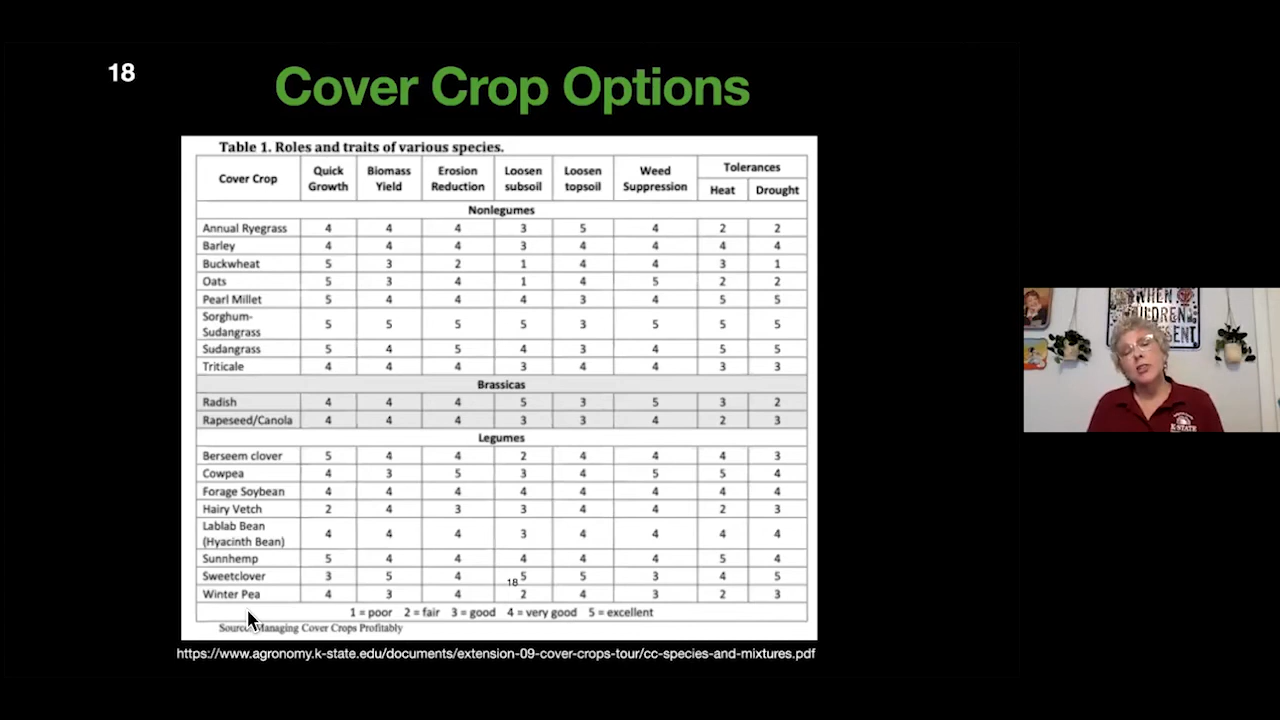 18
Cover Crop Options
Table 1. Roles and traits of various species.
Cover Crop Quick Growth Biomass Yield Erosion Reduction Loosen subsoil Loosen topsoil Weed Suppression Tolerances Heat Drought
Nonlegumes
Annual Ryegrass 4 4 4 3 5 4 2 2
Barley 4 4 4 3 4 4 4 4
Buckwheat 5 3 2 1 4 4 3 1
Oats 5 3 4 1 4 5 2 2
Pearl Millet 5 4 4 4 3 4 5 5
Sorghum-
Sudangrass 5 5 5 5 3 5 5 5
Sudangrass 5 4 5 4 3 4 5 5
Triticale 4 4 4 3 4 4 3 3
Brassicas
Radish 4 4 4 5 3 5 3 2
Rapeseed/Canola 4 4 4 3 3 4 2 3
Legumes
Berseem clover 5 4 4 2 4 4 4 3
Cowpea 4 3 5 3 4 5 5 4
Forage Soybean 4 4 4 4 4 4 4 4
Hairy Vetch 2 4 3 3 4 4 2 3
Lablab Bean
(Hyacinth Bean) 4 4 4 3 4 4 4 4
Sunnhemp 5 4 4 4 4 4 5 4
Sweetclover 3 5 4 5 5 3 4 5
18
Winter Pea 4 3 4 2 4 3 2 3
1 = poor 2 = fair 3 = good 4 = very good 5 = excellent
Managing Cover Crops Profitably
https://www.agronomy.k-state.edu/documents/extension-09-cover-crops-tour/cc-species-and-mixtures.pdf
WHEN
K-STATE